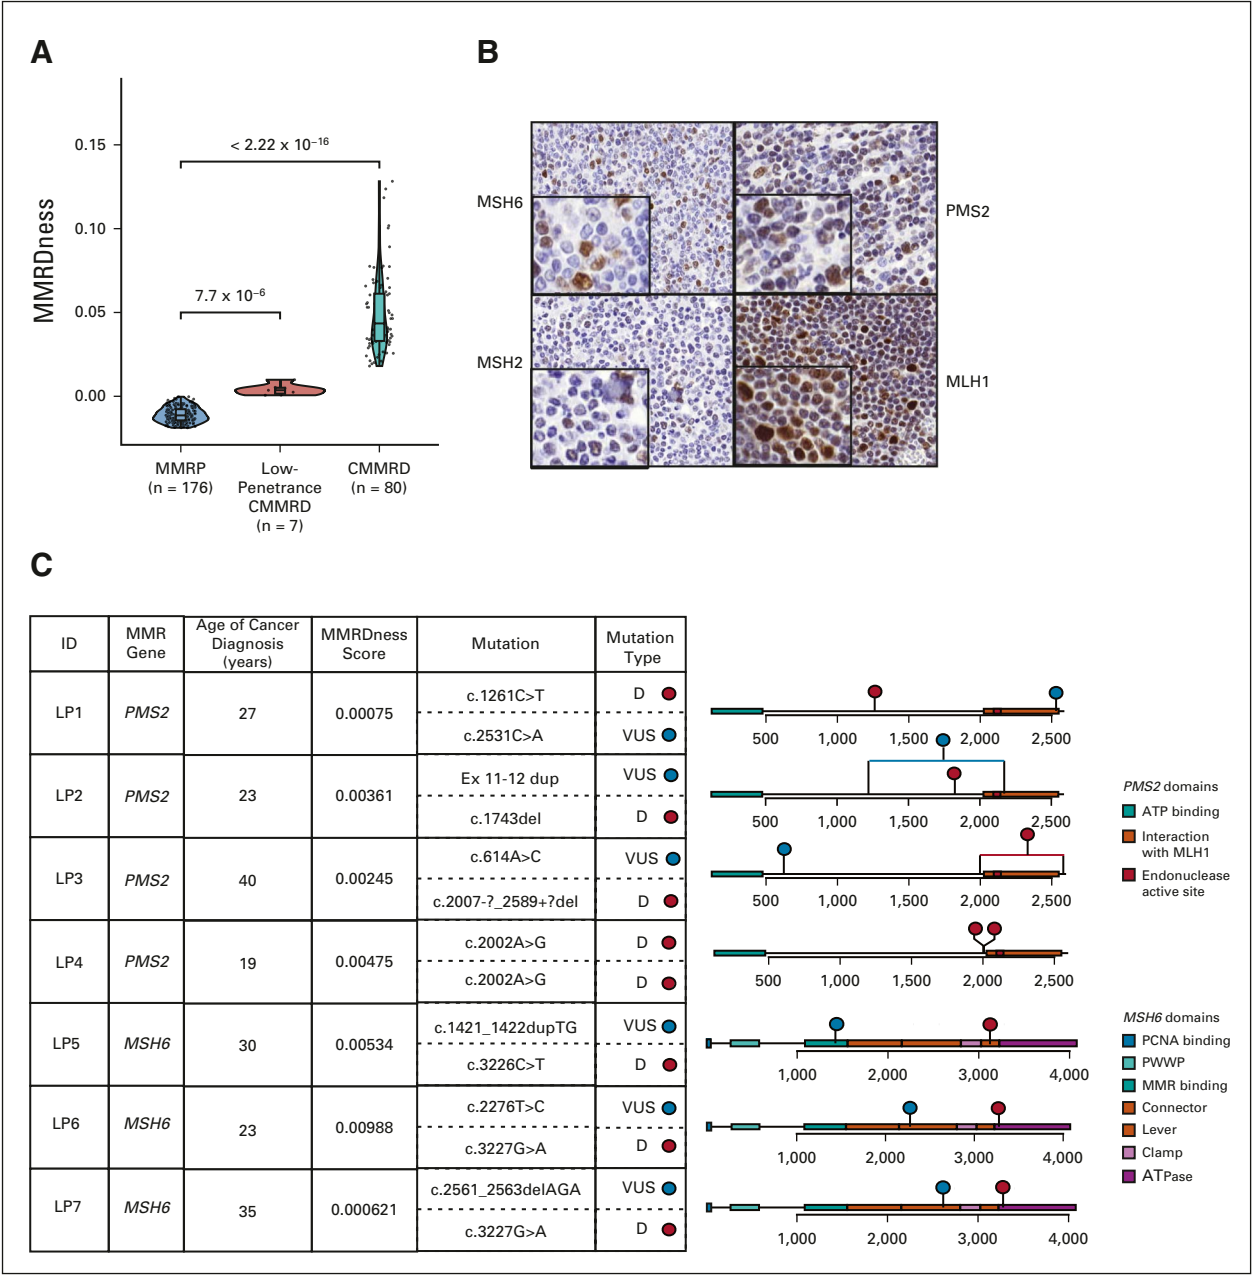 A
MMRDness
0.15
0.10
0.05
0.00
< 2.22 x 10⁻¹⁶
7.7 x 10⁻⁶
MMRP
(n = 176)
Low-
Penetrance
CMMRD
(n = 7)
CMMRD
(n = 80)
B
MSH6
PMS2
MSH2
MLH1
C
ID
MMR
Gene
Age of Cancer
Diagnosis
(years)
MMRDness
Score
Mutation
Mutation
Type
LP1
PMS2
27
0.00075
c.1261C>T
D
c.2531C>A
VUS
500 1,000 1,500 2,000 2,500
LP2
PMS2
23
0.00361
Ex 11-12 dup
VUS
c.1743del
D
500 1,000 1,500 2,000 2,500
LP3
PMS2
40
0.00245
c.614A>C
VUS
c.2007-?_2589+?del
D
500 1,000 1,500 2,000 2,500
LP4
PMS2
19
0.00475
c.2002A>G
D
c.2002A>G
D
500 1,000 1,500 2,000 2,500
LP5
MSH6
30
0.00534
c.1421_1422dupTG
VUS
c.3226C>T
D
1,000 2,000 3,000 4,000
LP6
MSH6
23
0.00988
c.2276T>C
VUS
c.3227G>A
D
1,000 2,000 3,000 4,000
LP7
MSH6
35
0.000621
c.2561_2563delAGA
VUS
c.3227G>A
D
1,000 2,000 3,000 4,000
PMS2 domains
ATP binding
Interaction
with MLH1
Endonuclease
active site
MSH6 domains
PCNA binding
PWWP
MMR binding
Connector
Lever
Clamp
ATPase